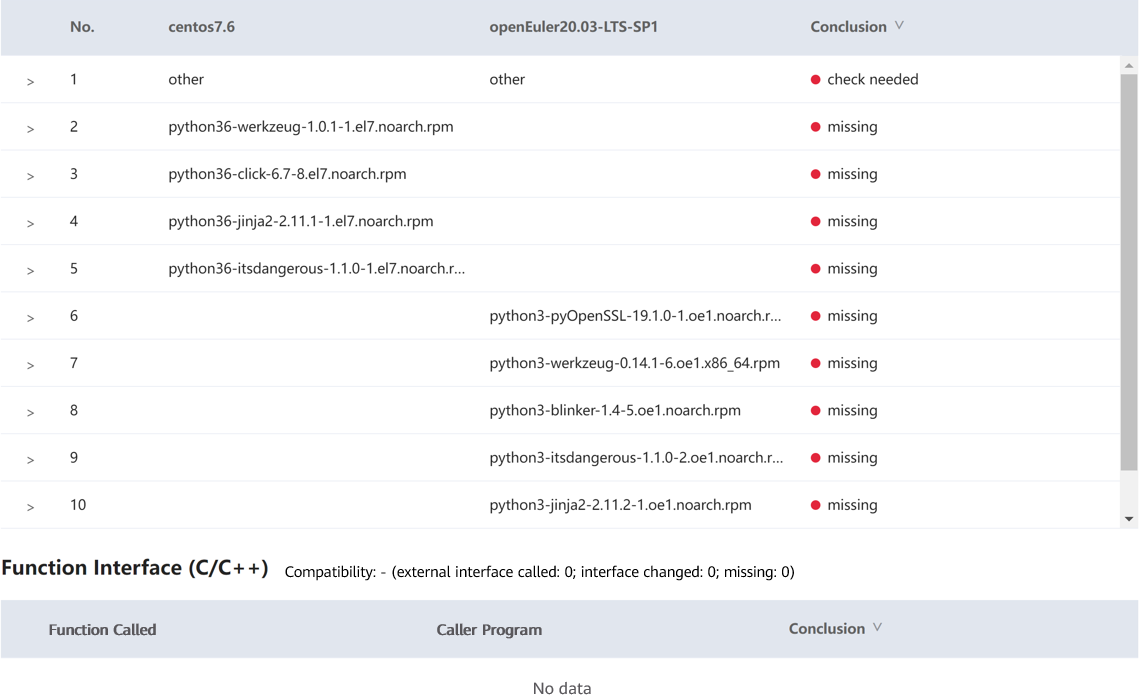 No. centos7.6 openEuler20.03-LTS-SP1 Conclusion
> 1 other other check needed
> 2 python36-werkzeug-1.0.1-1.el7.noarch.rpm missing
> 3 python36-click-6.7-8.el7.noarch.rpm missing
> 4 python36-jinja2-2.11.1-1.el7.noarch.rpm missing
> 5 python36-itsdangerous-1.1.0-1.el7.noarch.r... missing
> 6 python3-pyOpenSSL-19.1.0-1.oe1.noarch.r... missing
> 7 python3-werkzeug-0.14.1-6.oe1.x86_64.rpm missing
> 8 python3-blinker-1.4-5.oe1.noarch.rpm missing
> 9 python3-itsdangerous-1.1.0-2.oe1.noarch.r... missing
> 10 python3-jinja2-2.11.2-1.oe1.noarch.rpm missing
Function Interface (C/C++) Compatibility: - (external interface called: 0; interface changed: 0; missing: 0)
Function Called Caller Program Conclusion
No data